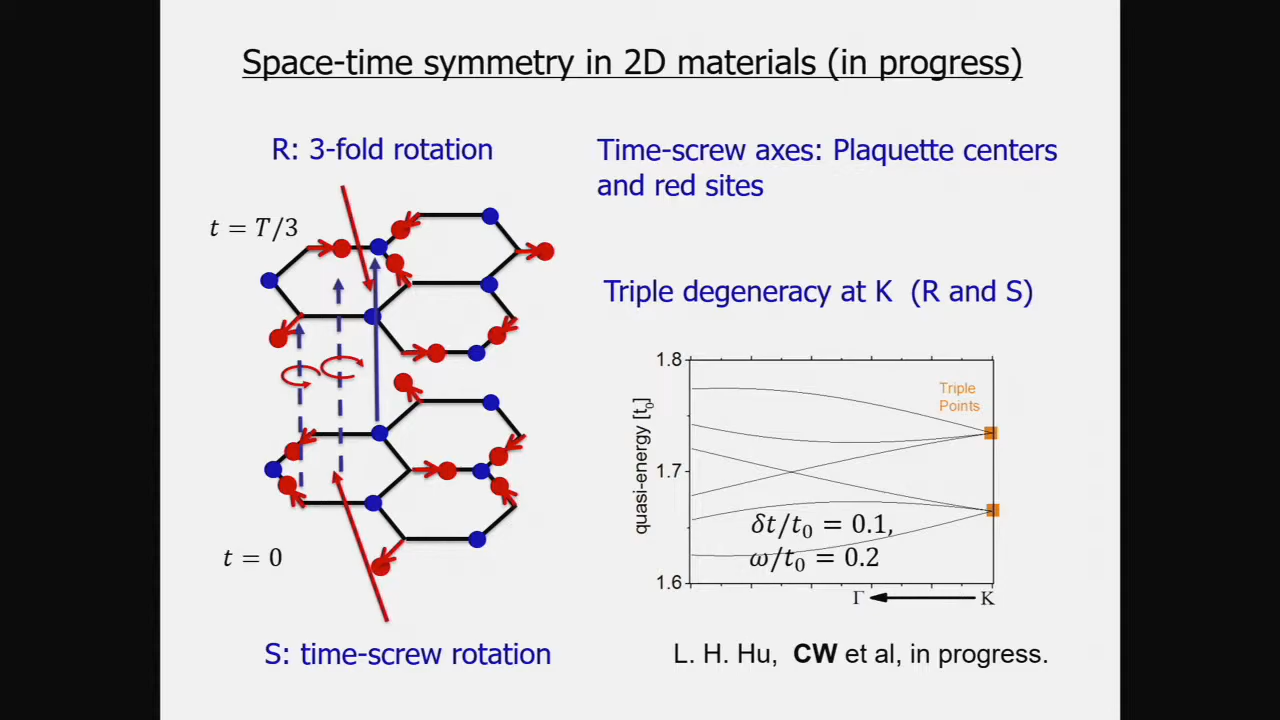 Space-time symmetry in 2D materials (in progress)
R: 3-fold rotation
Time-screw axes: Plaquette centers
and red sites
t = T/3
Triple degeneracy at K (R and S)
1.8
Triple
Points
quasi-energy [t₀]
1.7
δt/t₀ = 0.1,
ω/t₀ = 0.2
1.6
Γ K
t = 0
S: time-screw rotation
L. H. Hu, CW et al, in progress.